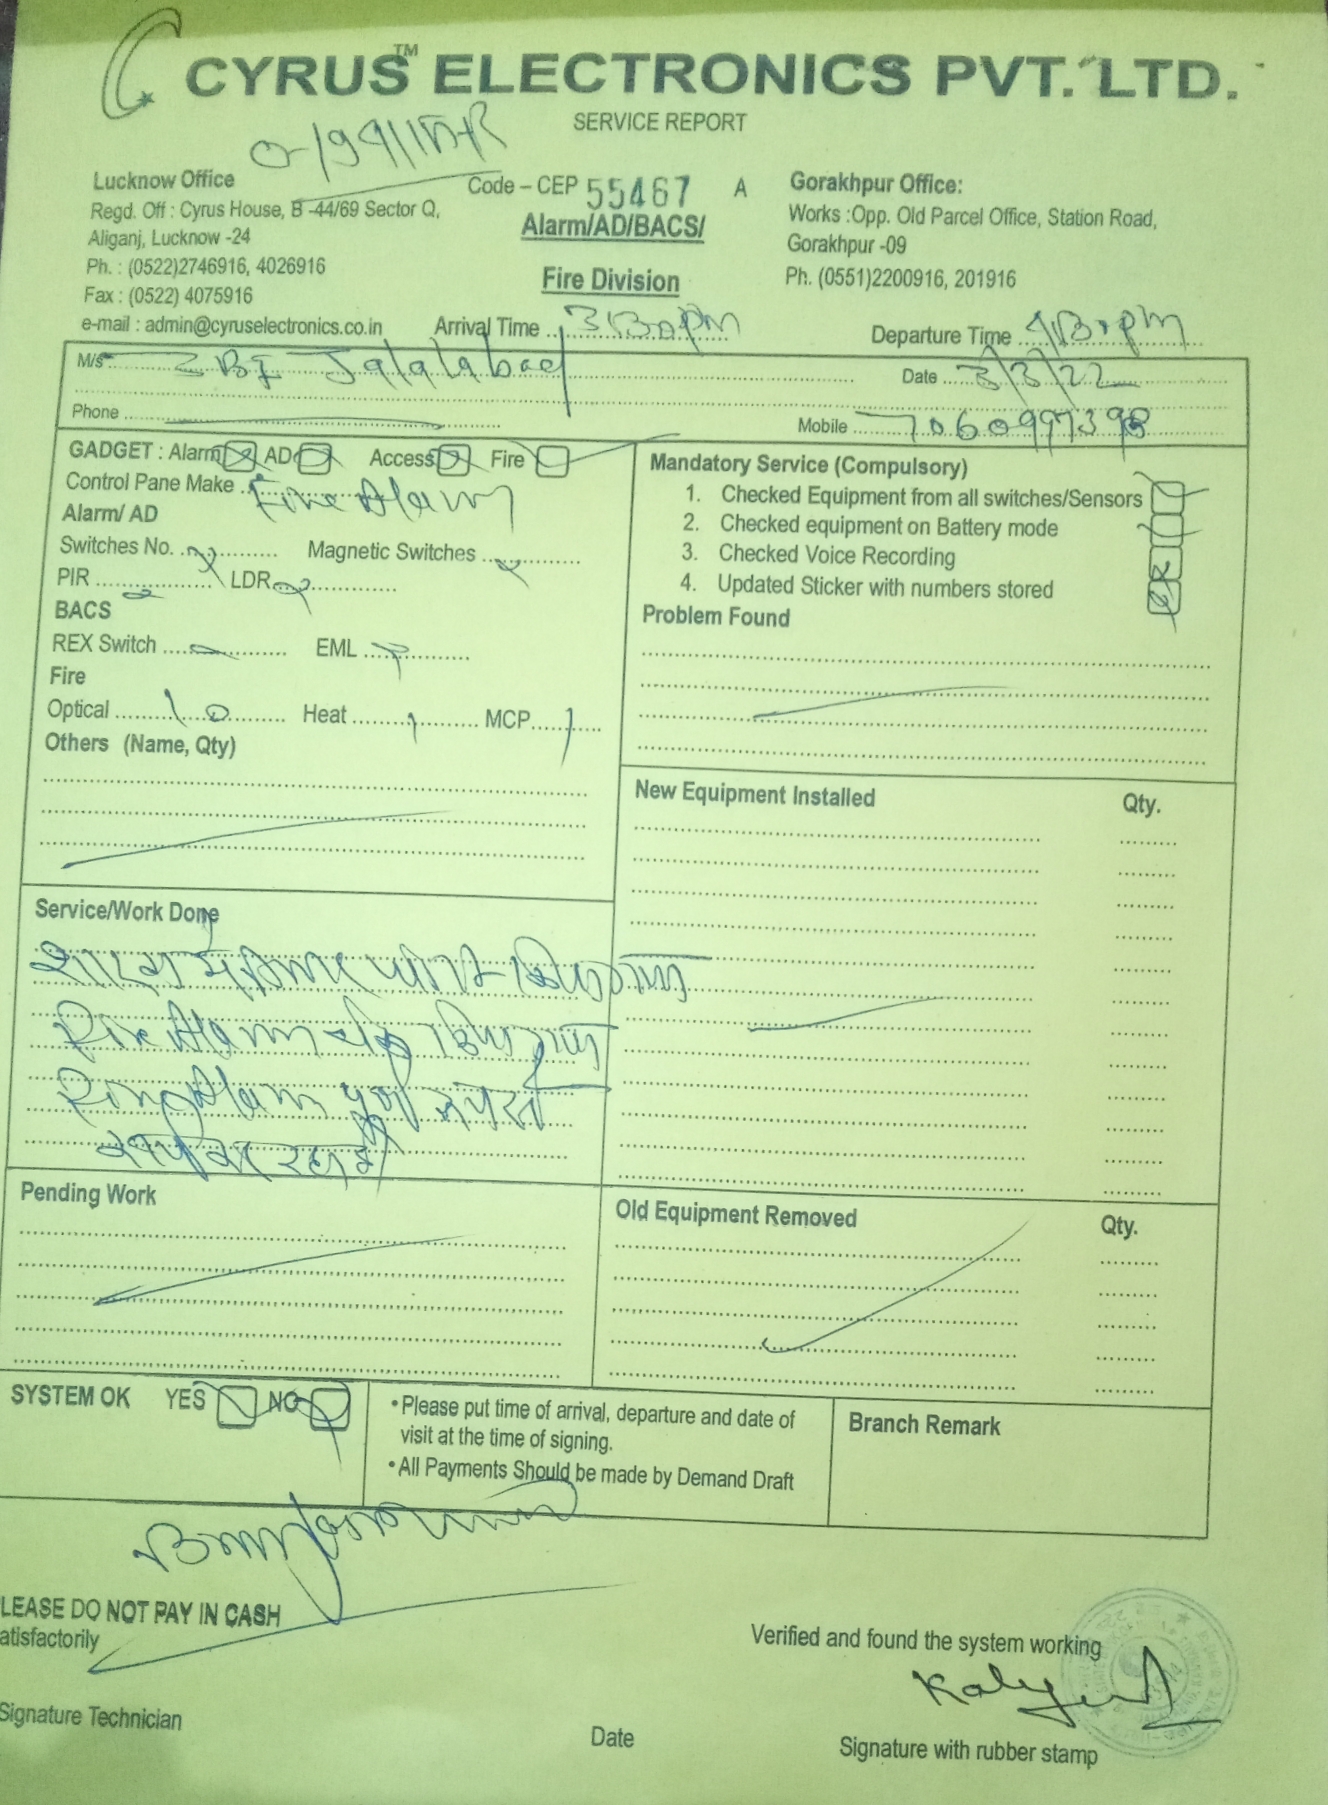 CYRUS™ ELECTRONICS PVT. LTD.
SERVICE REPORT
Lucknow Office
Regd. Off : Cyrus House, B -44/69 Sector Q,
Aliganj, Lucknow -24
Ph. : (0522)2746916, 4026916
Fax : (0522) 4075916
e-mail : admin@cyruselectronics.co.in
Code – CEP 55467 A
Alarm/AD/BACS/
Fire Division
Gorakhpur Office:
Works :Opp. Old Parcel Office, Station Road,
Gorakhpur -09
Ph. (0551)2200916, 201916
Arrival Time 3:30 PM
Departure Time 4:30 pm
M/s SBI Jalalabad
Date 3/3/22
Phone
Mobile 7060997398
GADGET : Alarm AD Access Fire
Control Pane Make Fire Alarm
Alarm/ AD
Switches No. Magnetic Switches
PIR LDR
BACS
REX Switch EML
Fire
Optical 10 Heat 1 MCP 1
Others (Name, Qty)
Mandatory Service (Compulsory)
1. Checked Equipment from all switches/Sensors
2. Checked equipment on Battery mode
3. Checked Voice Recording
4. Updated Sticker with numbers stored
Problem Found
New Equipment Installed Qty.
Service/Work Done
शाखा में विजिट किया गया
Fire Alarm चेक किया गया
Fire Alarm
रहा है
Pending Work
Old Equipment Removed Qty.
SYSTEM OK YES NO
•Please put time of arrival, departure and date of
visit at the time of signing.
•All Payments Should be made by Demand Draft
Branch Remark
LEASE DO NOT PAY IN CASH
atisfactorily
Signature Technician
Date
Verified and found the system working
Signature with rubber stamp